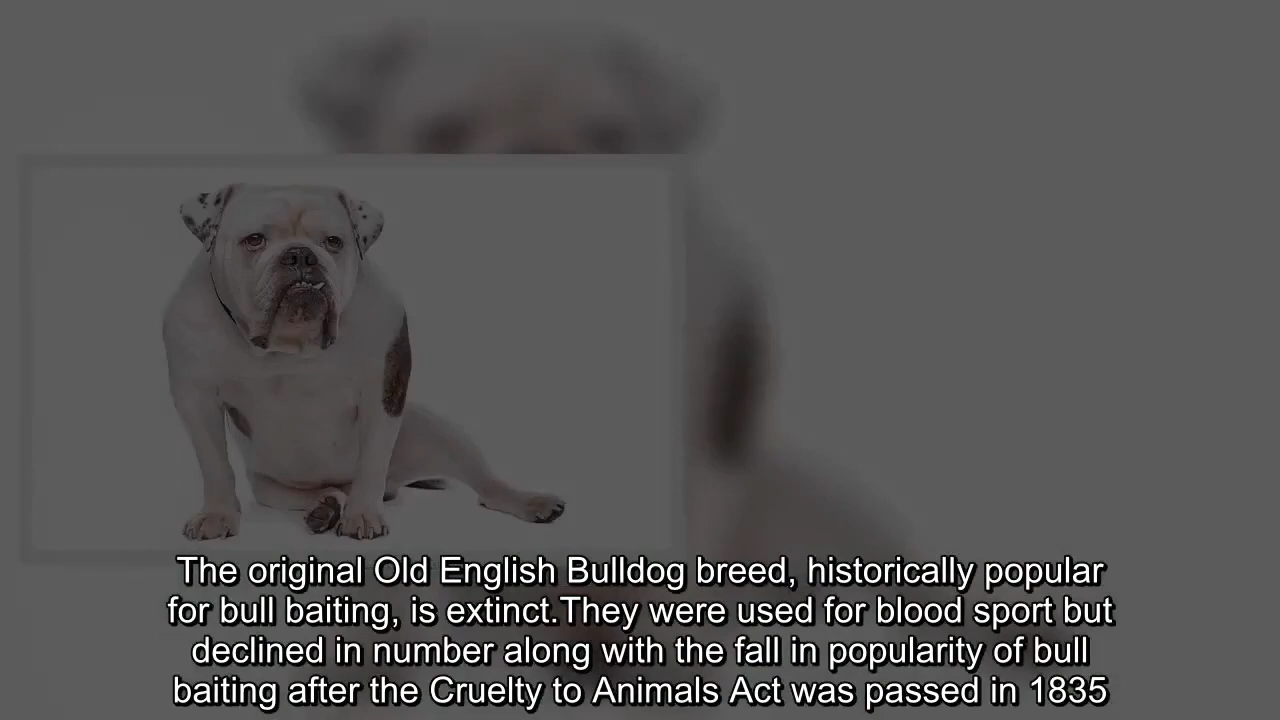 The original Old English Bulldog breed, historically popular
for bull baiting, is extinct.They were used for blood sport but
declined in number along with the fall in popularity of bull
baiting after the Cruelty to Animals Act was passed in 1835